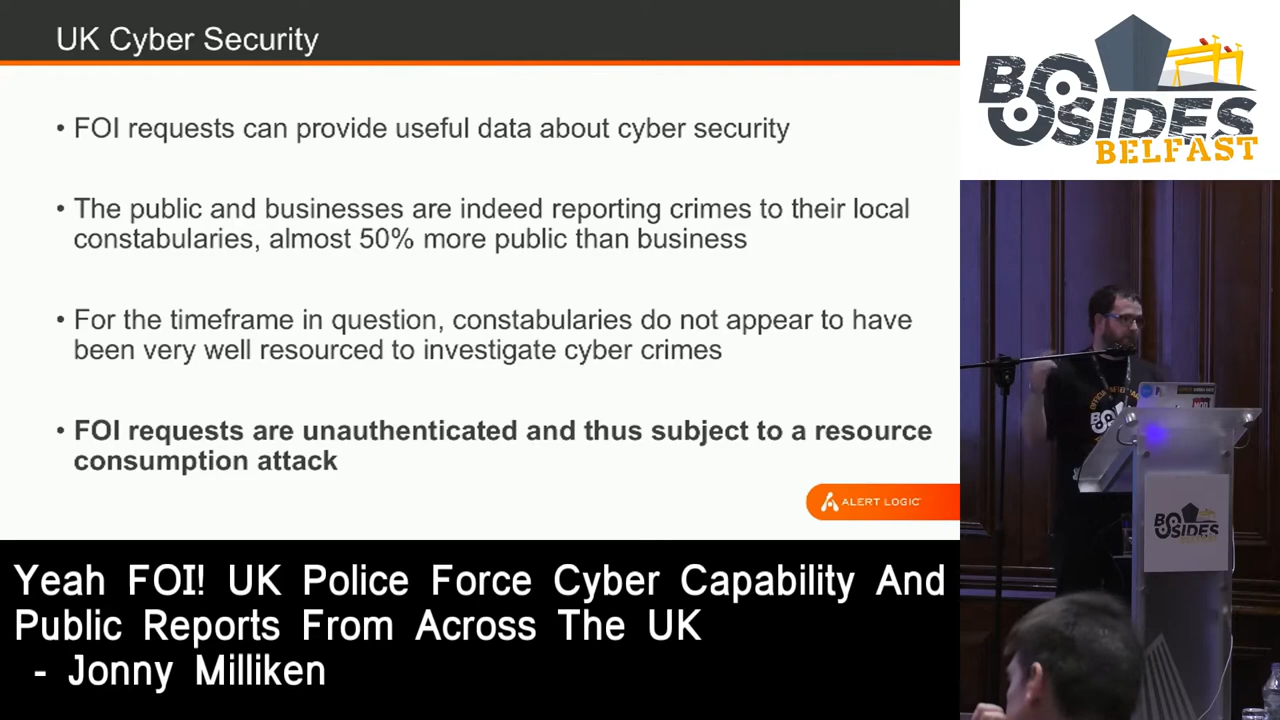 UK Cyber Security
• FOI requests can provide useful data about cyber security
• The public and businesses are indeed reporting crimes to their local
constabularies, almost 50% more public than business
• For the timeframe in question, constabularies do not appear to have
been very well resourced to investigate cyber crimes
• FOI requests are unauthenticated and thus subject to a resource
consumption attack
ALERT LOGIC
BSIDES
BELFAST
BSIDES
BELFAST
Yeah FOI! UK Police Force Cyber Capability And
Public Reports From Across The UK
- Jonny Milliken